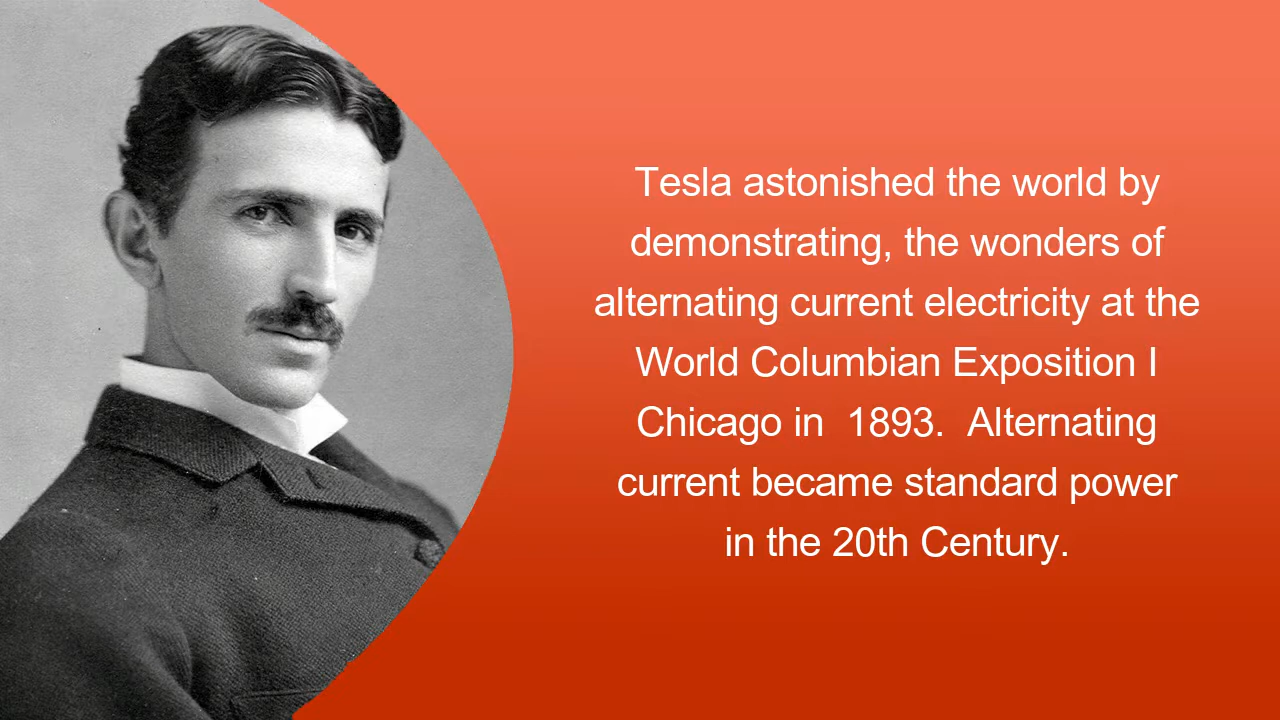 Tesla astonished the world by
demonstrating, the wonders of
alternating current electricity at the
World Columbian Exposition I
Chicago in  1893.  Alternating
current became standard power
in the 20th Century.